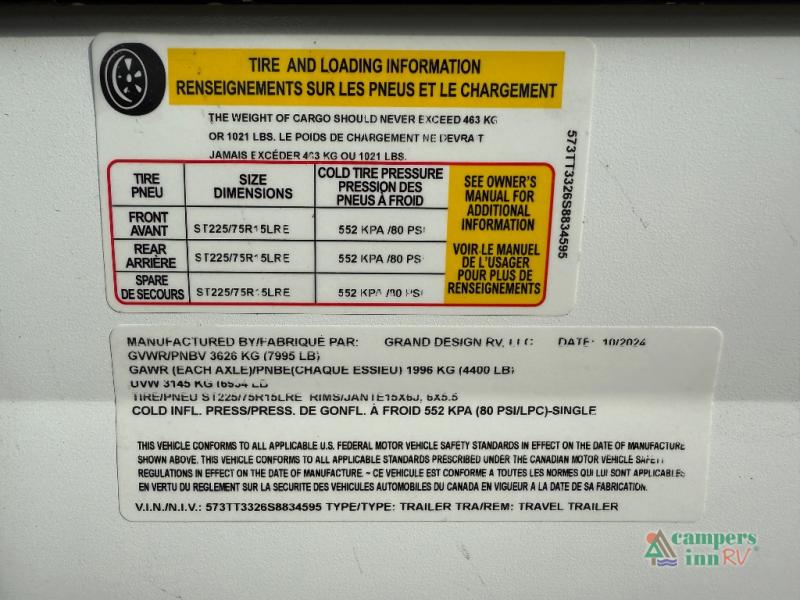 TIRE AND LOADING INFORMATION
RENSEIGNEMENTS SUR LES PNEUS ET LE CHARGEMENT
THE WEIGHT OF CARGO SHOULD NEVER EXCEED 463 KG
OR 1021 LBS. LE POIDS DE CHARGEMENT NE DEVRAIT
JAMAIS EXCÉDER 463 KG OU 1021 LBS.
TIRE PNEU SIZE DIMENSIONS COLD TIRE PRESSURE PRESSION DES PNEUS À FROID
FRONT AVANT ST225/75R15LRE 552 KPA /80 PSI
REAR ARRIÈRE ST225/75R15LRE 552 KPA /80 PSI
SPARE DE SECOURS ST225/75R15LRE 552 KPA /80 PSI
SEE OWNER'S
MANUAL FOR
ADDITIONAL
INFORMATION
VOIR LE MANUEL
DE L'USAGER
POUR PLUS DE
RENSEIGNEMENTS
573TT3326S8834595
MANUFACTURED BY/FABRIQUÉ PAR: GRAND DESIGN RV, LLC DATE: 10/2024
GVWR/PNBV 3626 KG (7995 LB)
GAWR (EACH AXLE)/PNBE(CHAQUE ESSIEU) 1996 KG (4400 LB)
UVW 3145 KG (6934 LB
TIRE/PNEU ST225/75R15LRE RIMS/JANTE15X6J, 6X5.5
COLD INFL. PRESS/PRESS. DE GONFL. À FROID 552 KPA (80 PSI/LPC)-SINGLE
THIS VEHICLE CONFORMS TO ALL APPLICABLE U.S. FEDERAL MOTOR VEHICLE SAFETY STANDARDS IN EFFECT ON THE DATE OF MANUFACTURE
SHOWN ABOVE. THIS VEHICLE CONFORMS TO ALL APPLICABLE STANDARDS PRESCRIBED UNDER THE CANADIAN MOTOR VEHICLE SAFETY
REGULATIONS IN EFFECT ON THE DATE OF MANUFACTURE. ~ CE VEHICULE EST CONFORME A TOUTES LES NORMES QUI LUI SONT APPLICABLES
EN VERTU DU REGLEMENT SUR LA SECURITE DES VEHICULES AUTOMOBILES DU CANADA EN VIGUEUR A LA DATE DE SA FABRICATION.
V.I.N./N.I.V.: 573TT3326S8834595 TYPE/TYPE: TRAILER TRA/REM: TRAVEL TRAILER
campers
inn RV